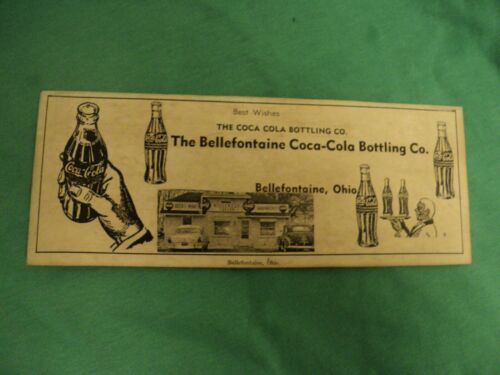 Best Wishes
THE COCA COLA BOTTLING CO.
The Bellefontaine Coca-Cola Bottling Co.
Coca-Cola
Bellefontaine, Ohio
Bellefontaine, Ohio